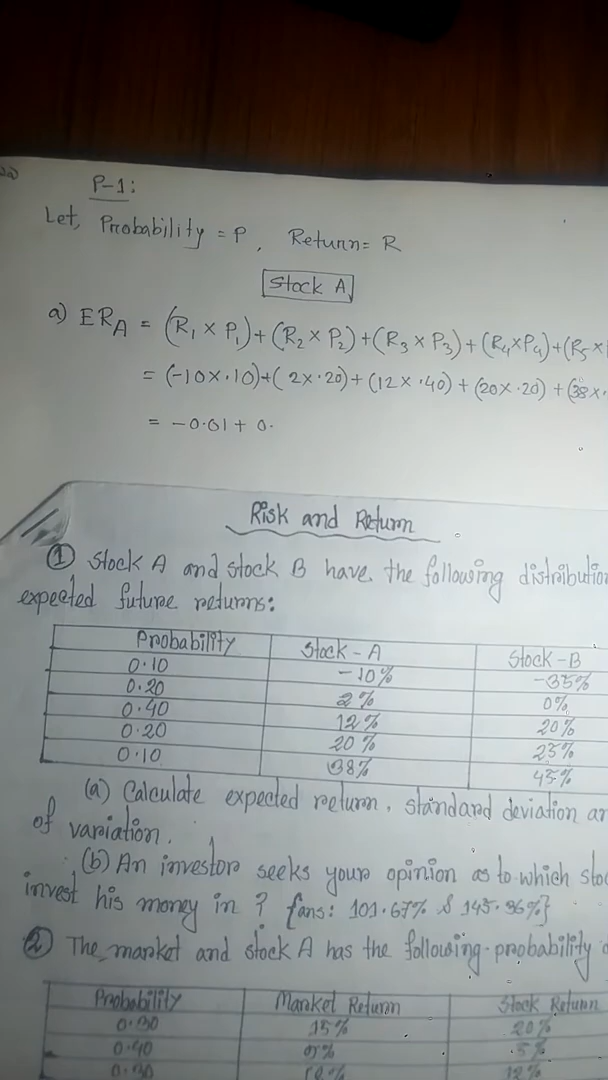 P-1:
Let, Probability = P, Return = R
Stock A
a) ERA = (R1 × P1) + (R2 × P2) + (R3 × P3) + (R4 × P4) + (R5 ×
= (-10×.10)+(2×.20)+(12×.40)+(20×.20)+(38×.
= -0.01 + 0.
Risk and Return
① Stock A and stock B have the following distribution
expected future returns:
Probability Stock-A Stock-B
0.10 -10% -35%
0.20 2% 0%
0.40 12% 20%
0.20 20% 25%
0.10 38% 45%
(a) Calculate expected return, standard deviation
of variation.
(b) An investor seeks your opinion as to which
invest his money in? {ans: 101.67% & 145.36%}
② The market and stock A has the following probability
Probability Market Return Stock Return
0.30 15% 20%
0.40 5%
12%